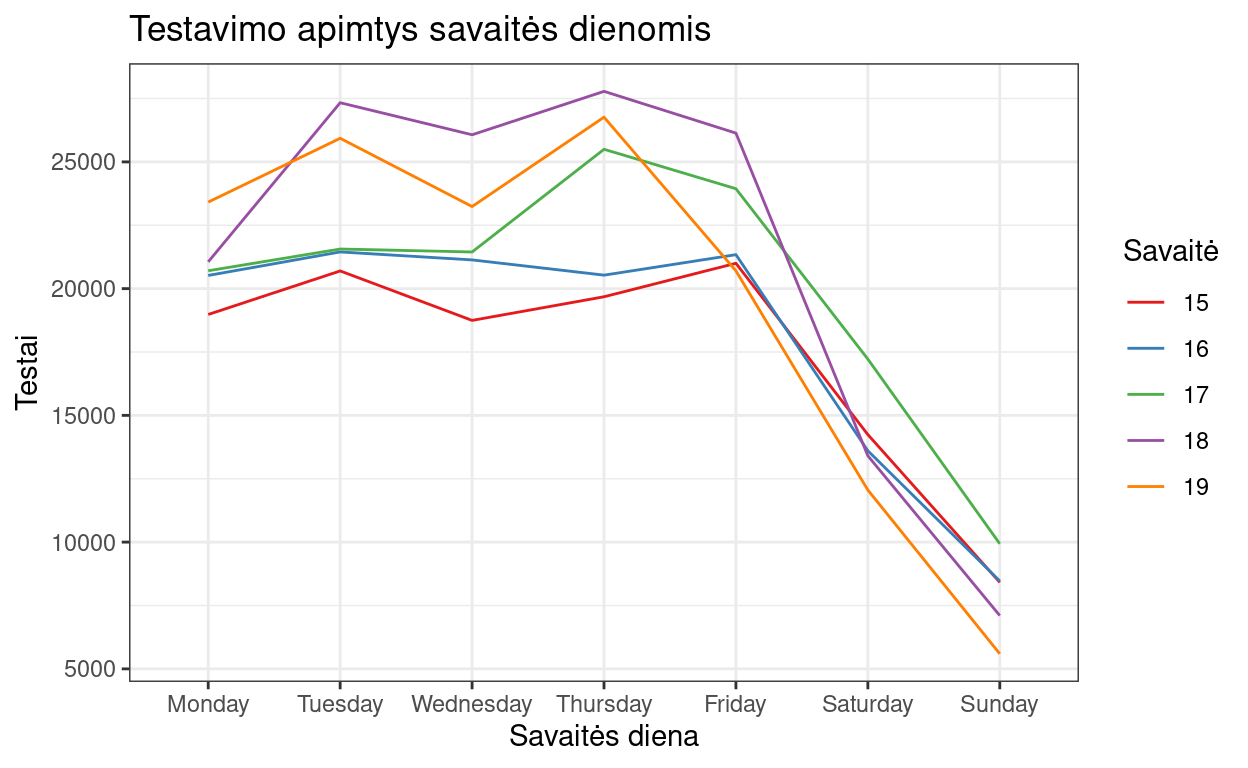 Testavimo apimtys savaitės dienomis
Testai
25000
20000
15000
10000
5000
Monday Tuesday Wednesday Thursday Friday Saturday Sunday
Savaitės diena
Savaitė
15
16
17
18
19